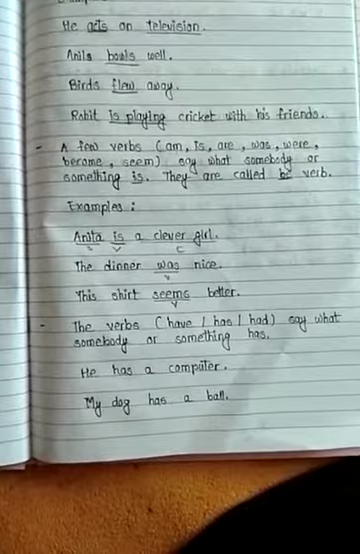 He acts on television.
Anils bowls well.
Birds flew away.
Rohit is playing cricket with his friends.
- A few verbs (am, is, are, was, were,
become, seem) say what somebody or
something is. They are called be verb.
Examples:
Anita is a clever girl.
S V C
The dinner was nice.
V
This shirt seems better.
V
- The verbs (have / has / had) say what
somebody or something has.
He has a computer.
My dog has a ball.